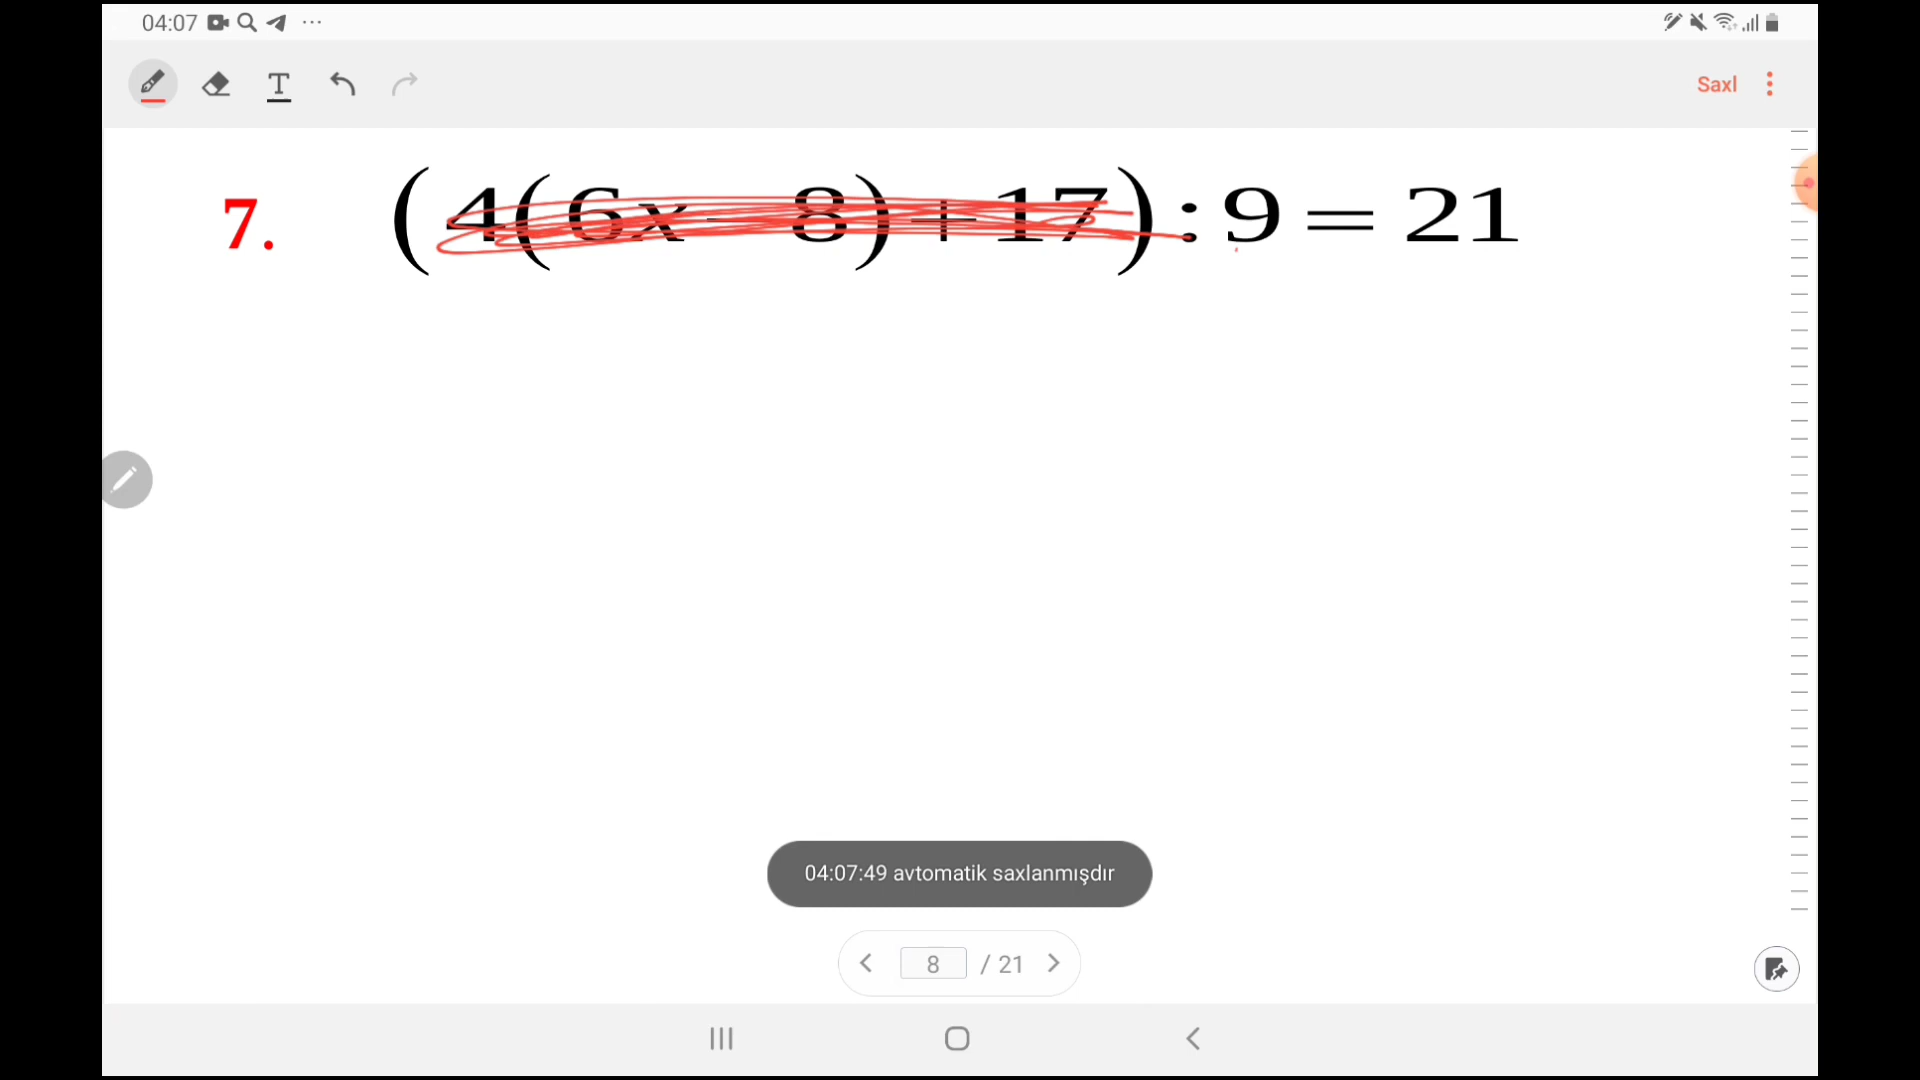 04:07 ...
T Saxl
7. (4(6x-8)+17):9=21
04:07:49 avtomatik saxlanmışdır
8 / 21